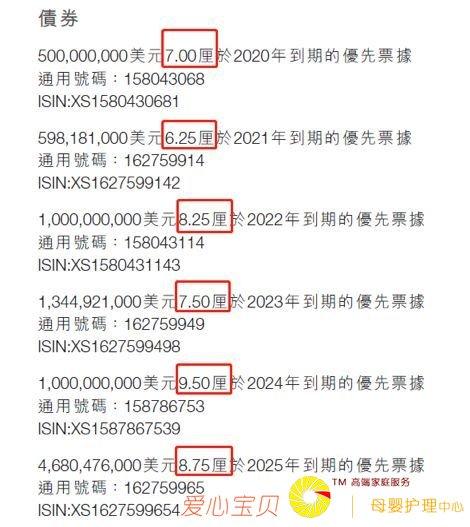 債券
500,000,000美元7.00厘於2020年到期的優先票據
通用號碼：158043068
ISIN:XS1580430681
598,181,000美元6.25厘於2021年到期的優先票據
通用號碼：162759914
ISIN:XS1627599142
1,000,000,000美元8.25厘於2022年到期的優先票據
通用號碼：158043114
ISIN:XS1580431143
1,344,921,000美元7.50厘於2023年到期的優先票據
通用號碼：162759949
ISIN:XS1627599498
1,000,000,000美元9.50厘於2024年到期的優先票據
通用號碼：158786753
ISIN:XS1587867539
4,680,476,000美元8.75厘於2025年到期的優先票據
通用號碼：162759965
ISIN:XS1627599654
爱心宝贝
TM 高端家庭服务
母婴护理中心